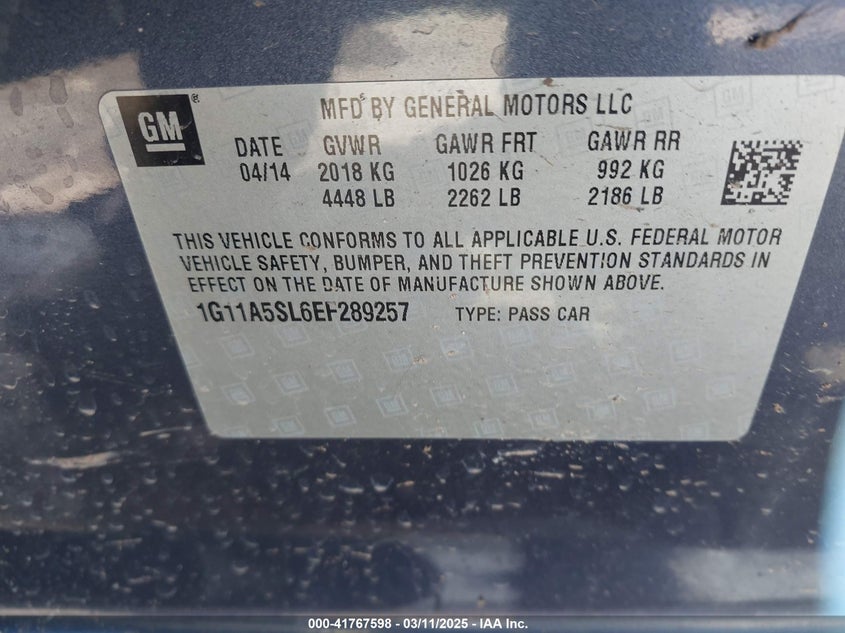 GM
MFD BY GENERAL MOTORS LLC
DATE GVWR GAWR FRT GAWR RR
04/14 2018 KG 1026 KG 992 KG
4448 LB 2262 LB 2186 LB
THIS VEHICLE CONFORMS TO ALL APPLICABLE U.S. FEDERAL MOTOR
VEHICLE SAFETY, BUMPER, AND THEFT PREVENTION STANDARDS IN
EFFECT ON THE DATE OF MANUFACTURE SHOWN ABOVE.
1G11A5SL6EF289257 TYPE: PASS CAR
000-41767598 - 03/11/2025 - IAA Inc.